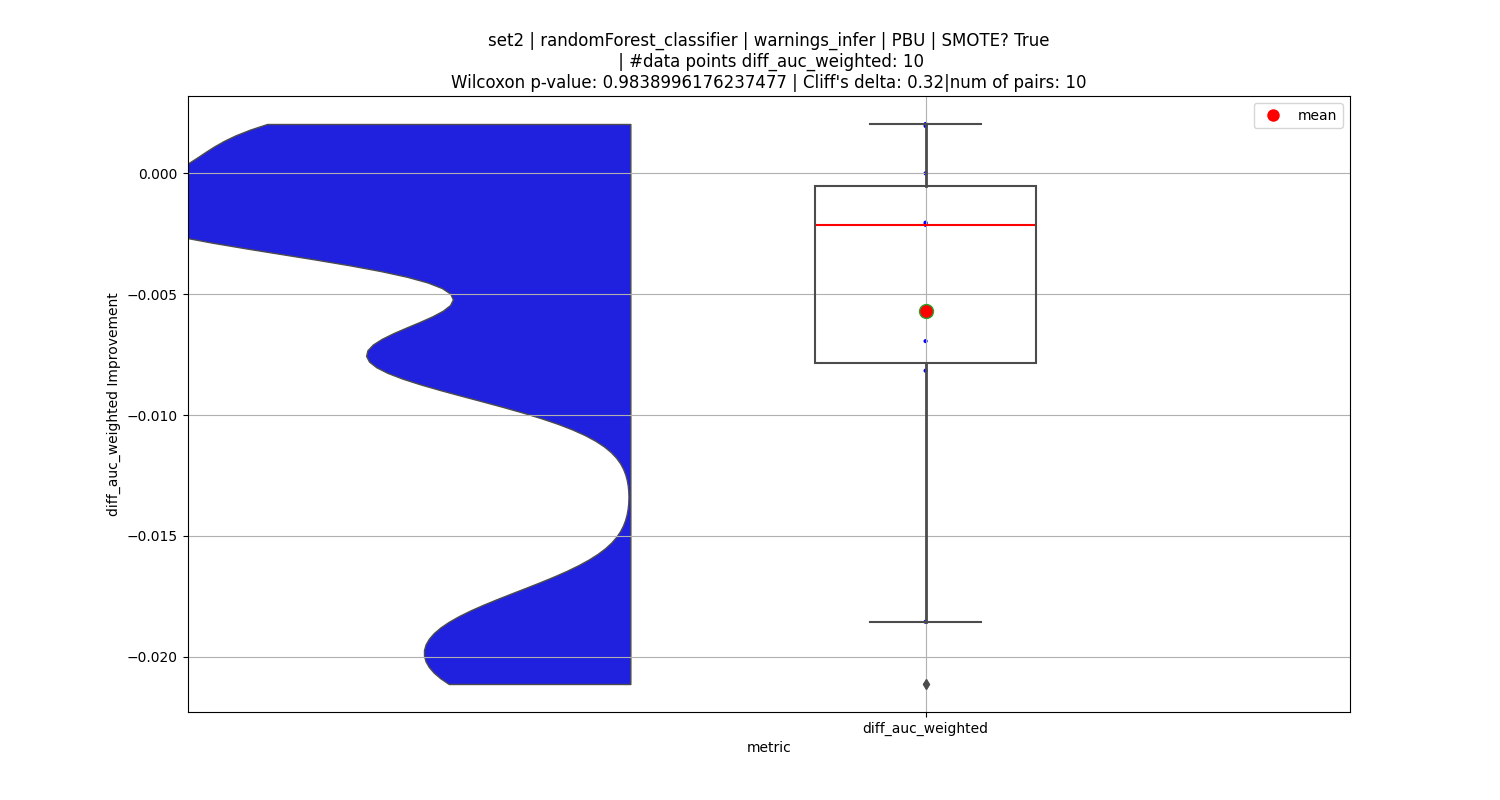 set2 | randomForest_classifier | warnings_infer | PBU | SMOTE? True
| #data points diff_auc_weighted: 10
Wilcoxon p-value: 0.9838996176237477 | Cliff's delta: 0.32|num of pairs: 10
mean
0.000
−0.005
−0.010
−0.015
−0.020
diff_auc_weighted Improvement
diff_auc_weighted
metric